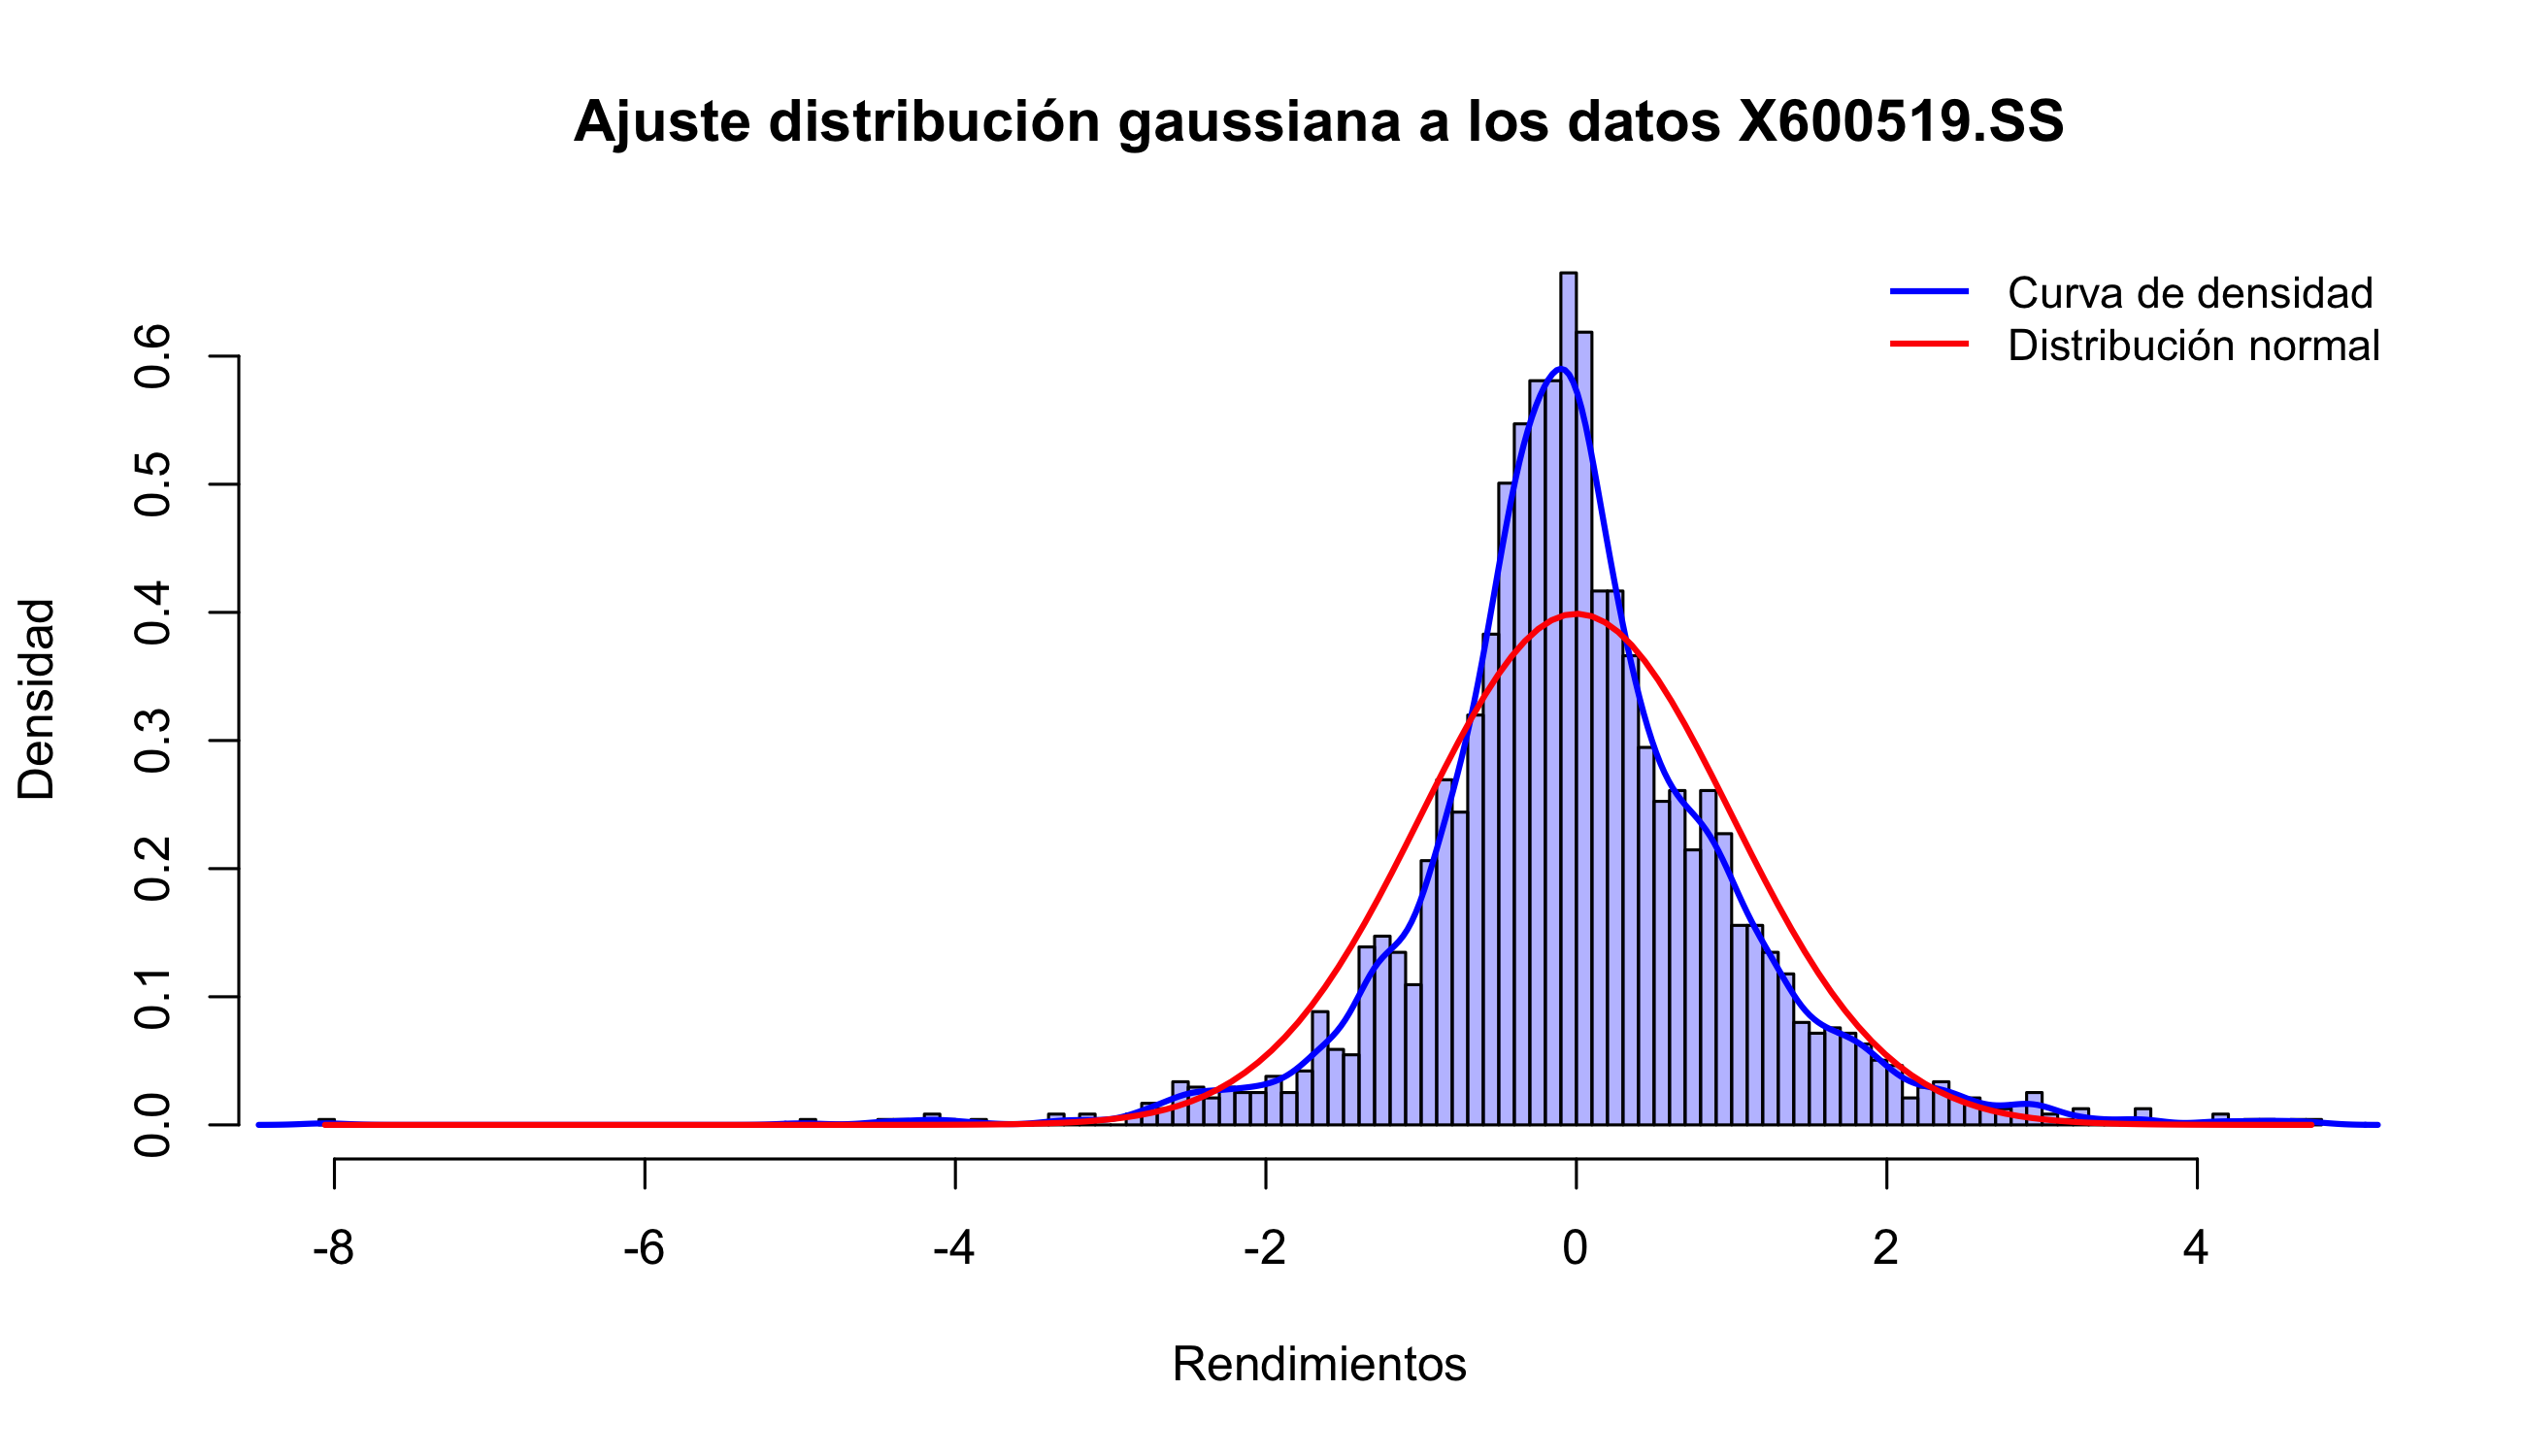 Ajuste distribución gaussiana a los datos X600519.SS
Curva de densidad
Distribución normal
Densidad
0.6
0.5
0.4
0.3
0.2
0.1
0.0
-8 -6 -4 -2 0 2 4
Rendimientos